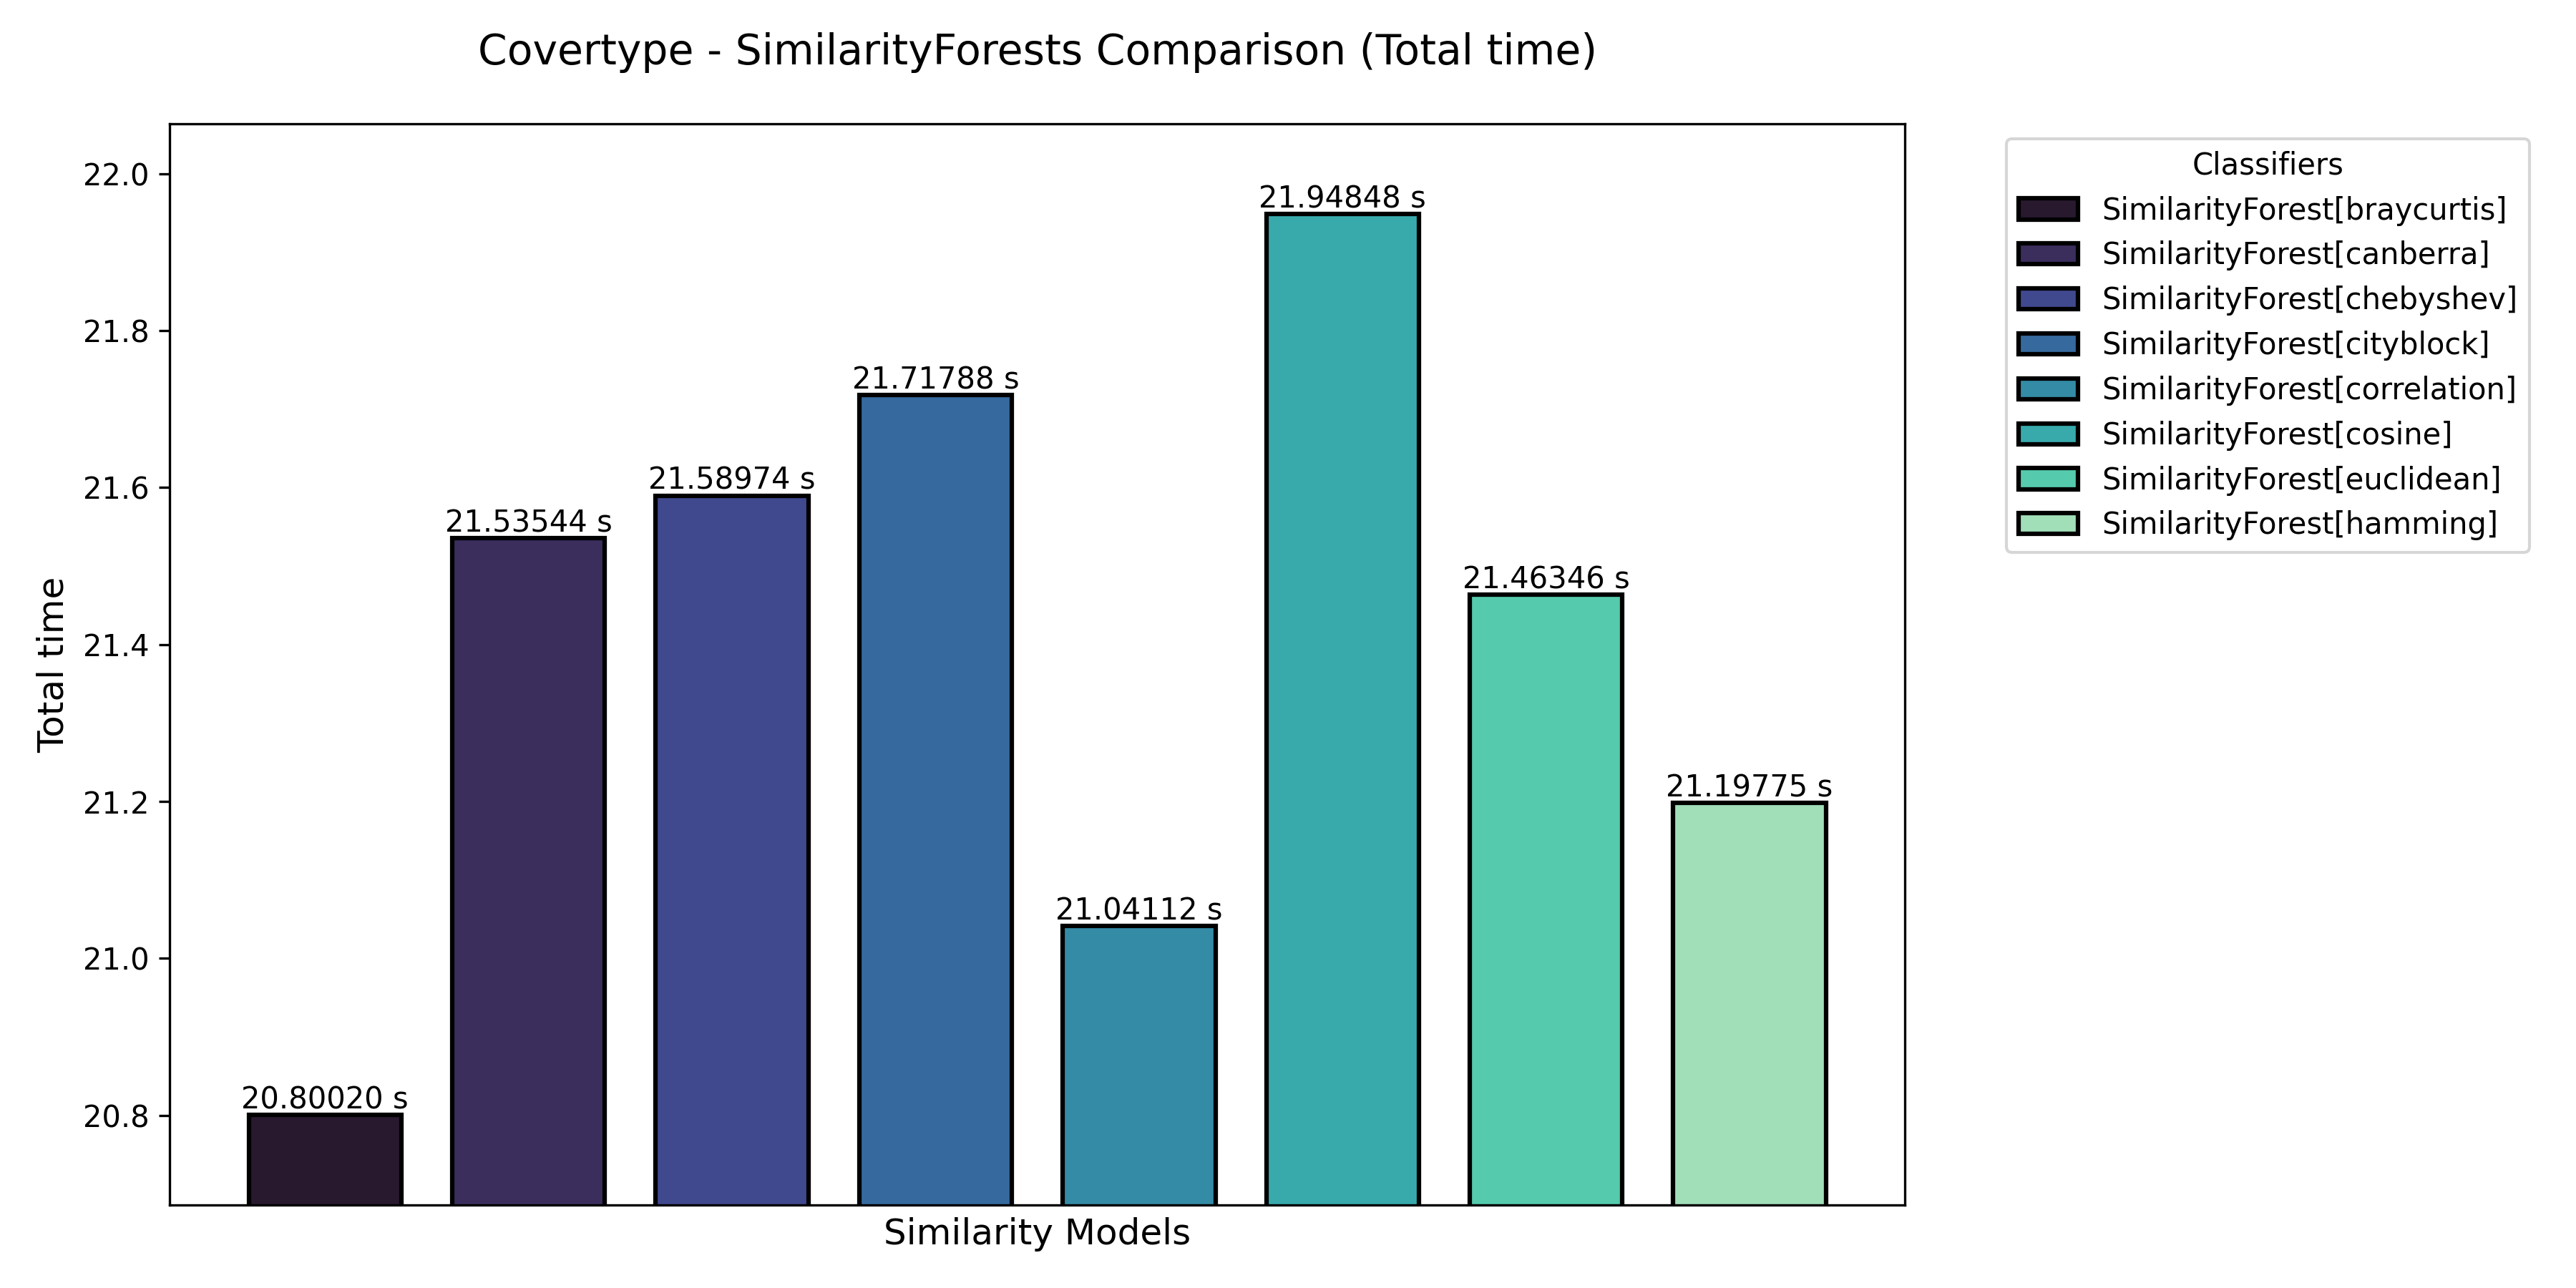 Covertype - SimilarityForests Comparison (Total time)
Total time
22.0
21.8
21.6
21.4
21.2
21.0
20.8
20.80020 s
21.53544 s
21.58974 s
21.71788 s
21.04112 s
21.94848 s
21.46346 s
21.19775 s
Similarity Models
Classifiers
SimilarityForest[braycurtis]
SimilarityForest[canberra]
SimilarityForest[chebyshev]
SimilarityForest[cityblock]
SimilarityForest[correlation]
SimilarityForest[cosine]
SimilarityForest[euclidean]
SimilarityForest[hamming]